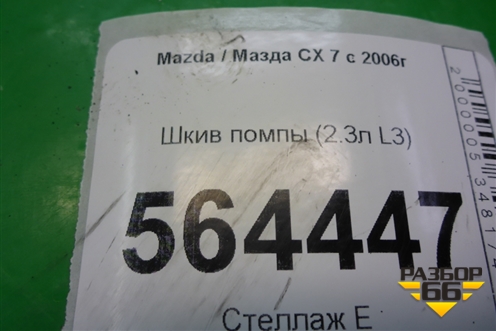 Mazda / Мазда CX 7 с 2006г
Шкив помпы (2.3л L3)
564447
Стеллаж Е
РАЗБОР
66